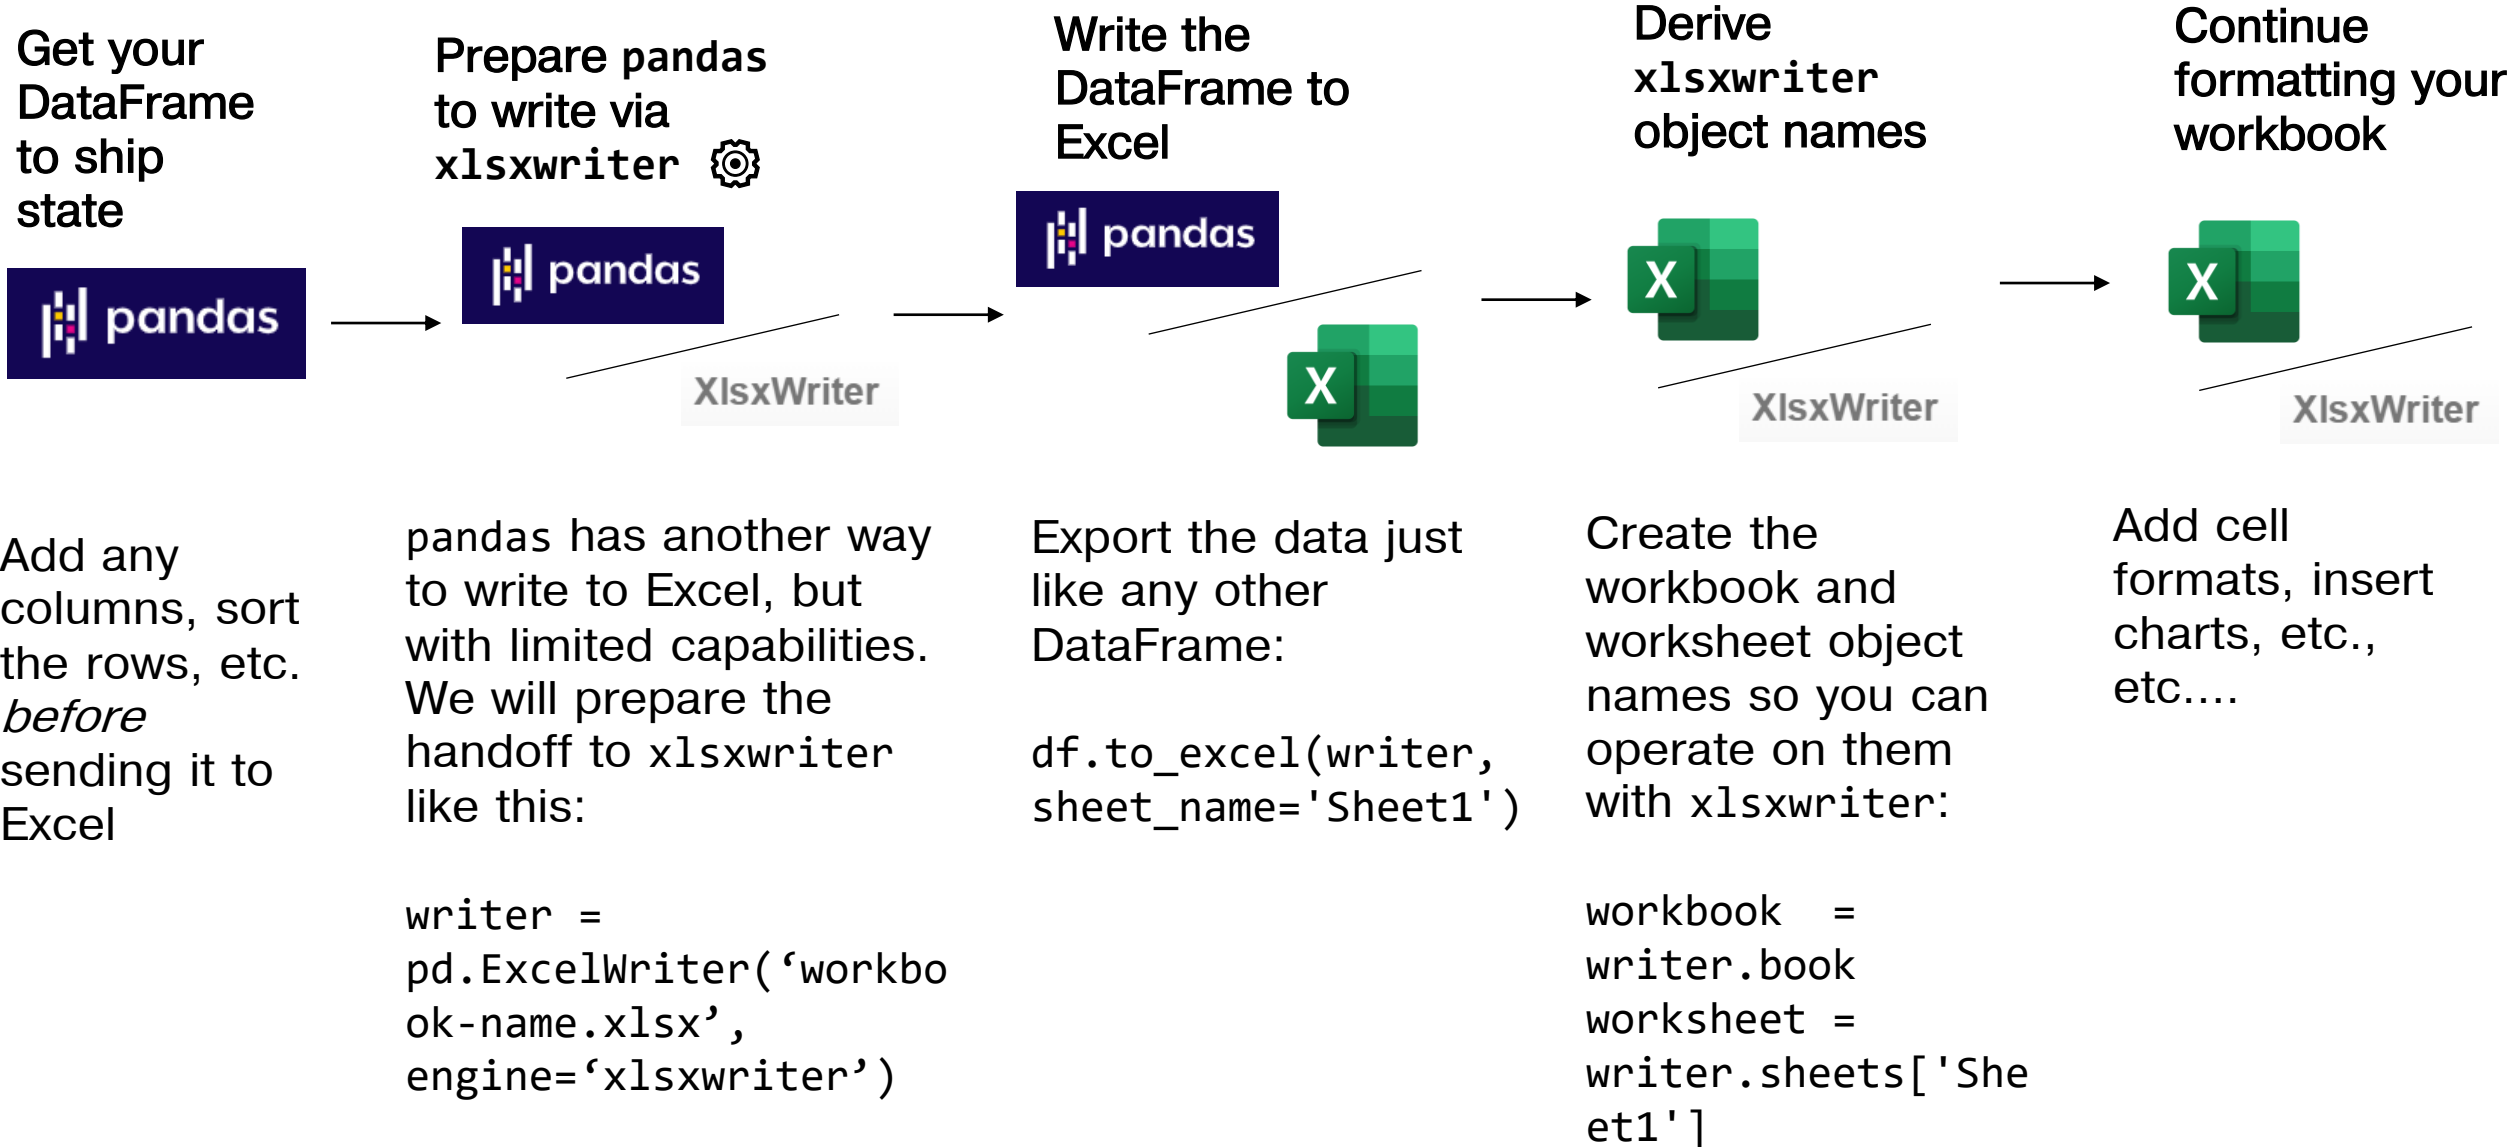 Get your
DataFrame
to ship
state
pandas
Add any
columns, sort
the rows, etc.
before
sending it to
Excel
Prepare pandas
to write via
xlsxwriter
pandas
XlsxWriter
pandas has another way
to write to Excel, but
with limited capabilities.
We will prepare the
handoff to xlsxwriter
like this:
writer =
pd.ExcelWriter(‘workbo
ok-name.xlsx’,
engine=‘xlsxwriter’)
Write the
DataFrame to
Excel
pandas
X
Export the data just
like any other
DataFrame:
df.to_excel(writer,
sheet_name='Sheet1')
Derive
xlsxwriter
object names
X
XlsxWriter
Create the
workbook and
worksheet object
names so you can
operate on them
with xlsxwriter:
workbook  =
writer.book
worksheet =
writer.sheets['She
et1']
Continue
formatting your
workbook
X
XlsxWriter
Add cell
formats, insert
charts, etc.,
etc....